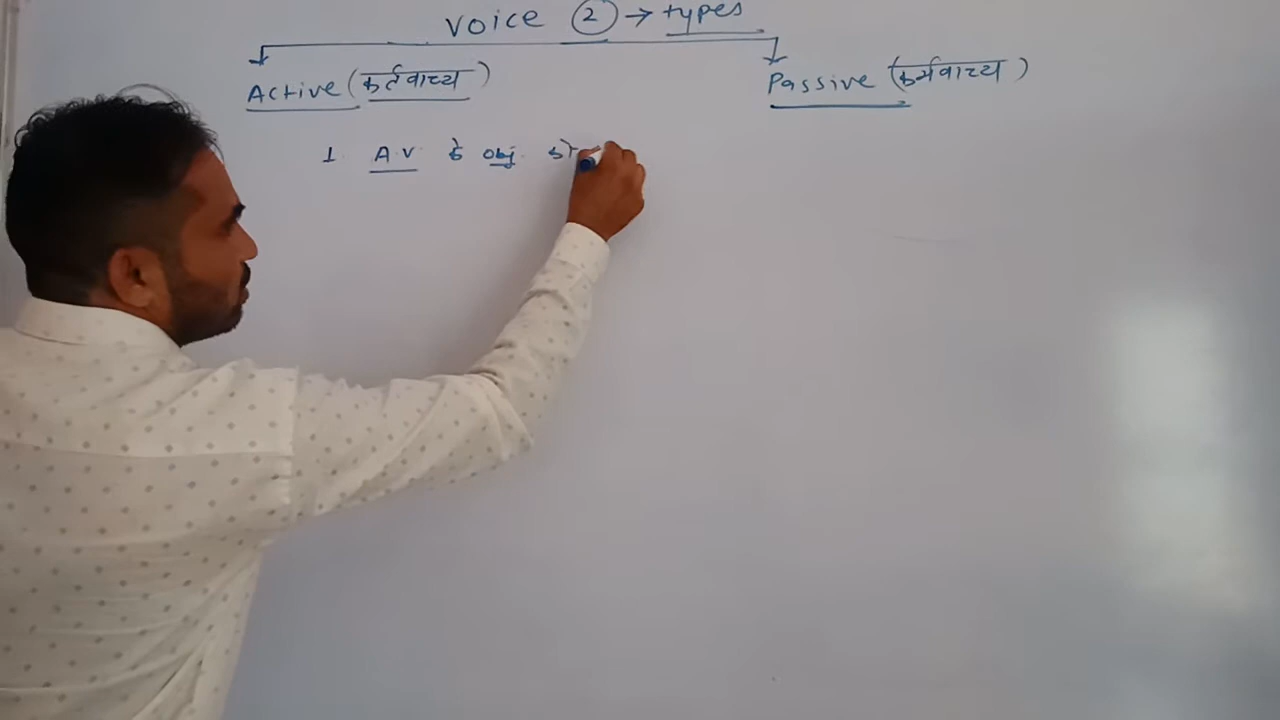 Voice ② → types
Active (कर्तवाच्य) Passive (कर्मवाच्य)
1. A.V के obj. को